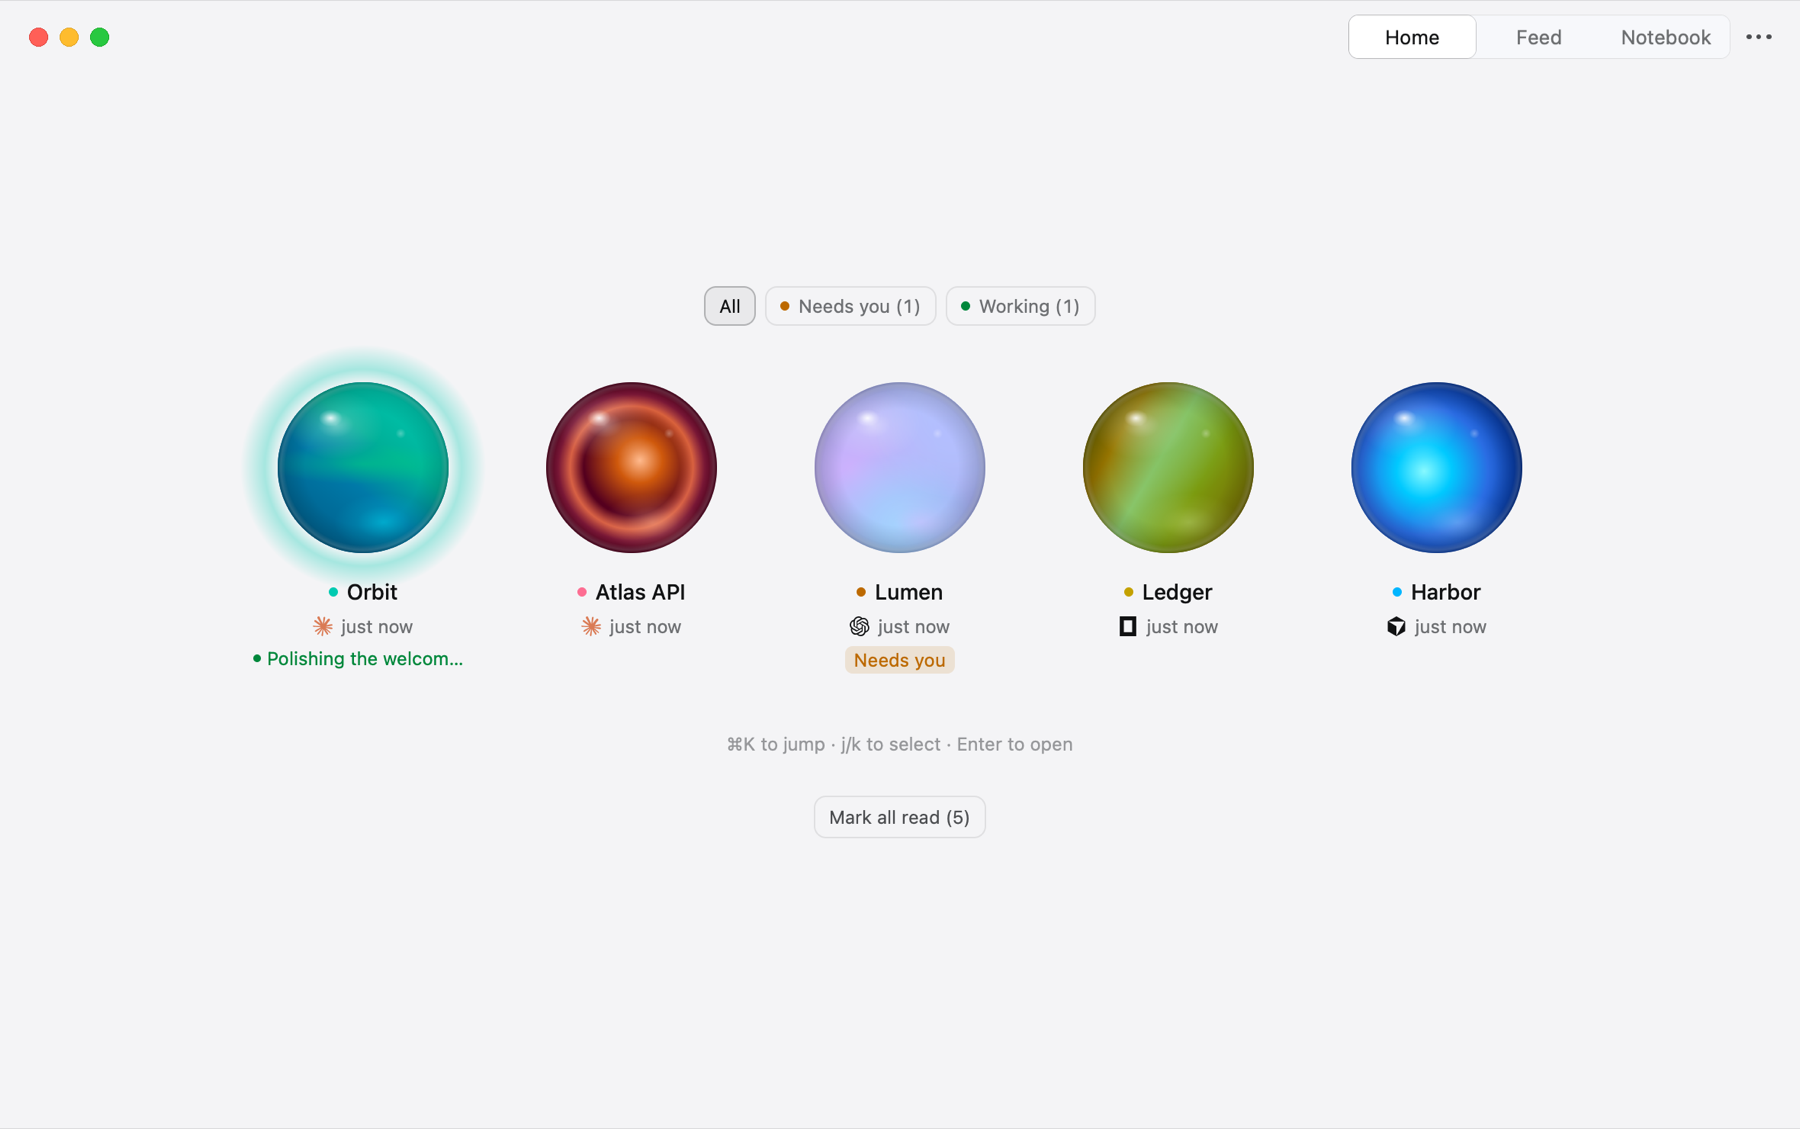 Home Feed Notebook
All Needs you (1) Working (1)
Orbit Atlas API Lumen Ledger Harbor
just now just now just now just now just now
Polishing the welcom...
Needs you
⌘K to jump · j/k to select · Enter to open
Mark all read (5)